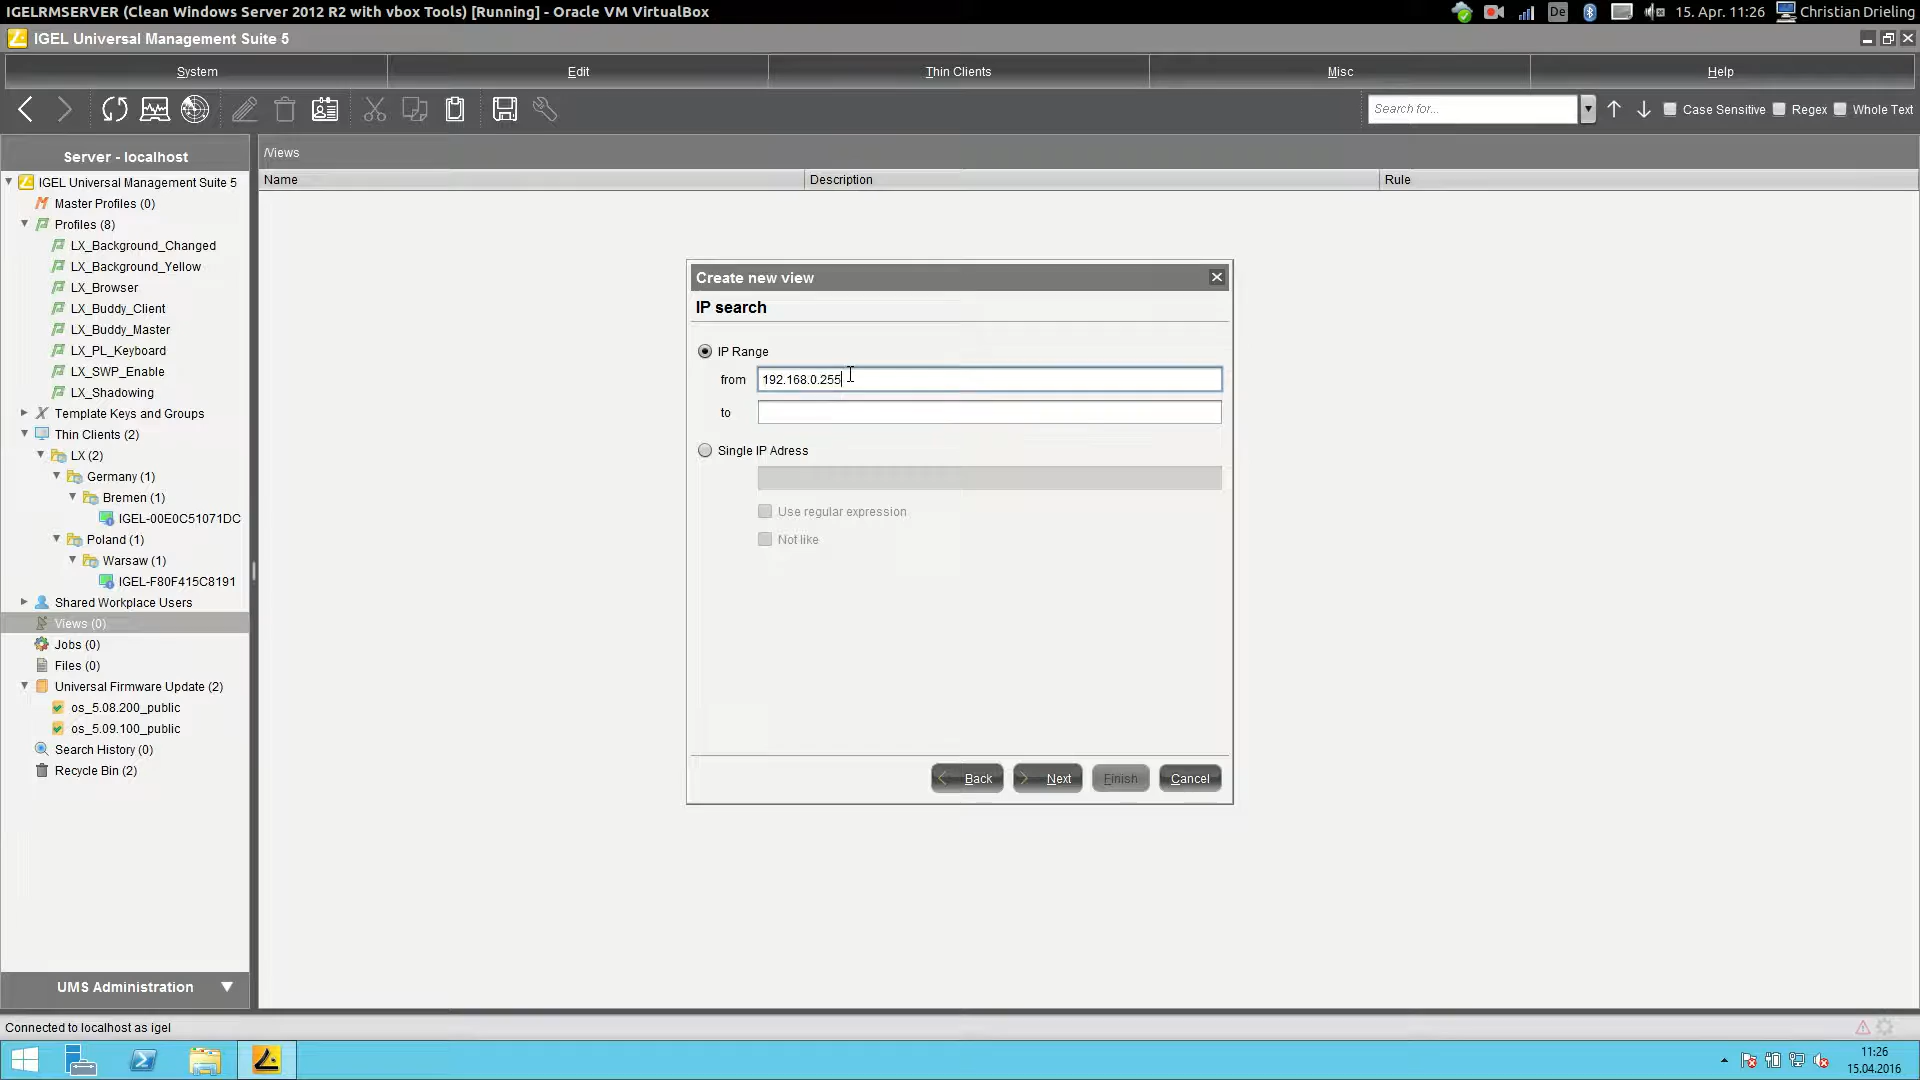 IGELRMSERVER (Clean Windows Server 2012 R2 with vbox Tools) [Running] - Oracle VM VirtualBox
De
15. Apr. 11:26
Christian Drieling
IGEL Universal Management Suite 5
System
Edit
Thin Clients
Misc
Help
Search for...
Case Sensitive
Regex
Whole Text
Server - localhost
/Views
Name
Description
Rule
IGEL Universal Management Suite 5
Master Profiles (0)
Profiles (8)
LX_Background_Changed
LX_Background_Yellow
LX_Browser
LX_Buddy_Client
LX_Buddy_Master
LX_PL_Keyboard
LX_SWP_Enable
LX_Shadowing
Template Keys and Groups
Thin Clients (2)
LX (2)
Germany (1)
Bremen (1)
IGEL-00E0C51071DC
Poland (1)
Warsaw (1)
IGEL-F80F415C8191
Shared Workplace Users
Views (0)
Jobs (0)
Files (0)
Universal Firmware Update (2)
os_5.08.200_public
os_5.09.100_public
Search History (0)
Recycle Bin (2)
UMS Administration
Create new view
IP search
IP Range
from
192.168.0.255
to
Single IP Adress
Use regular expression
Not like
Back
Next
Finish
Cancel
Connected to localhost as igel
11:26
15.04.2016